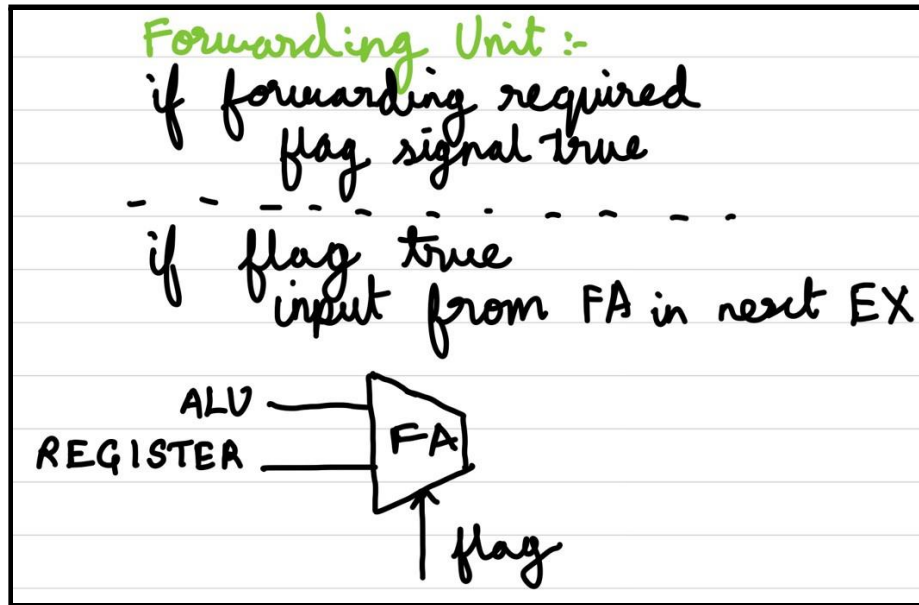 Forwarding Unit :-
if forwarding required
flag signal true
if flag true
input from FA in next EX
ALU
REGISTER
FA
flag